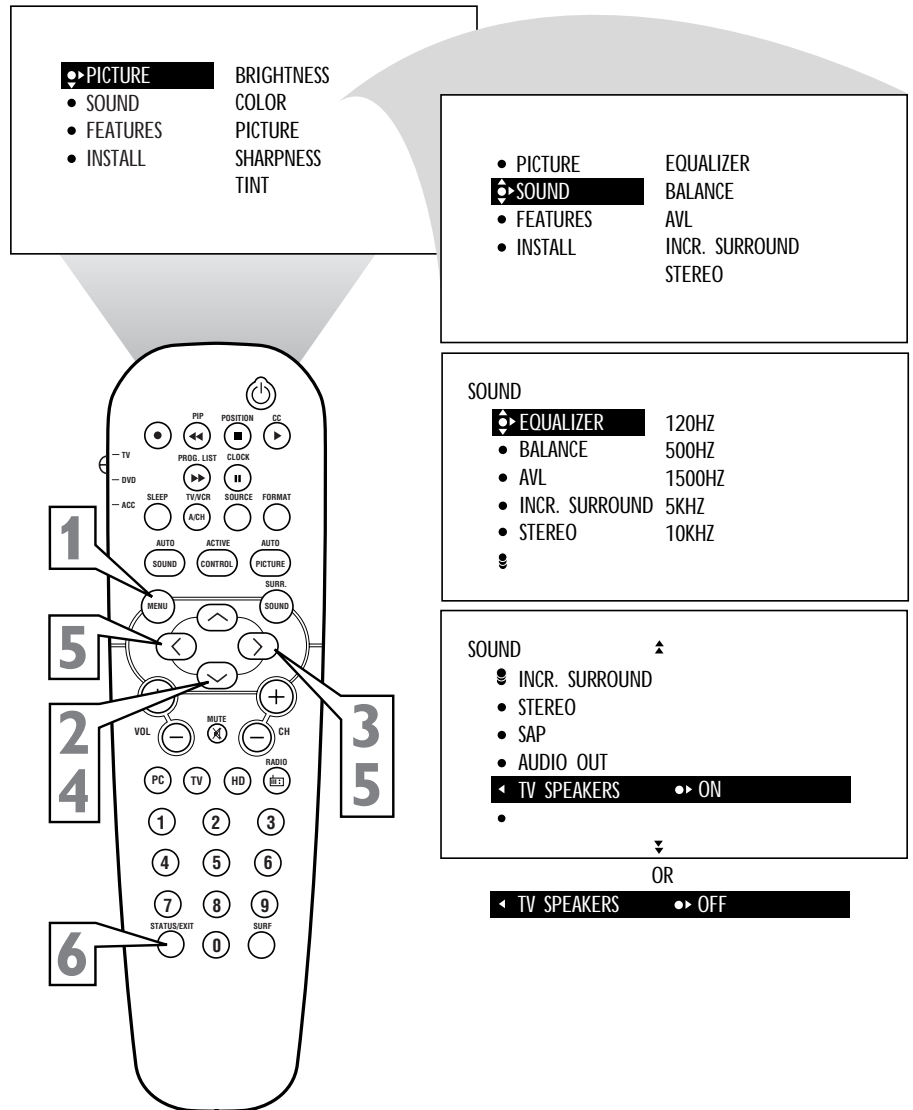 PICTURE BRIGHTNESS
SOUND COLOR
FEATURES PICTURE
INSTALL SHARPNESS
TINT
PICTURE EQUALIZER
SOUND BALANCE
FEATURES AVL
INSTALL INCR. SURROUND
STEREO
SOUND
EQUALIZER 120HZ
BALANCE 500HZ
AVL 1500HZ
INCR. SURROUND 5KHZ
STEREO 10KHZ
SOUND
INCR. SURROUND
STEREO
SAP
AUDIO OUT
TV SPEAKERS ON
OR
TV SPEAKERS OFF
PIP POSITION CC
TV
DVD
ACC
PROG. LIST CLOCK
SLEEP TV/VCR SOURCE FORMAT
A/CH
AUTO ACTIVE AUTO
SOUND CONTROL PICTURE
SURR.
MENU SOUND
1
5
2
4
3
5
6
VOL MUTE CH
RADIO
PC TV HD
1 2 3
4 5 6
7 8 9
STATUS/EXIT SURF
0